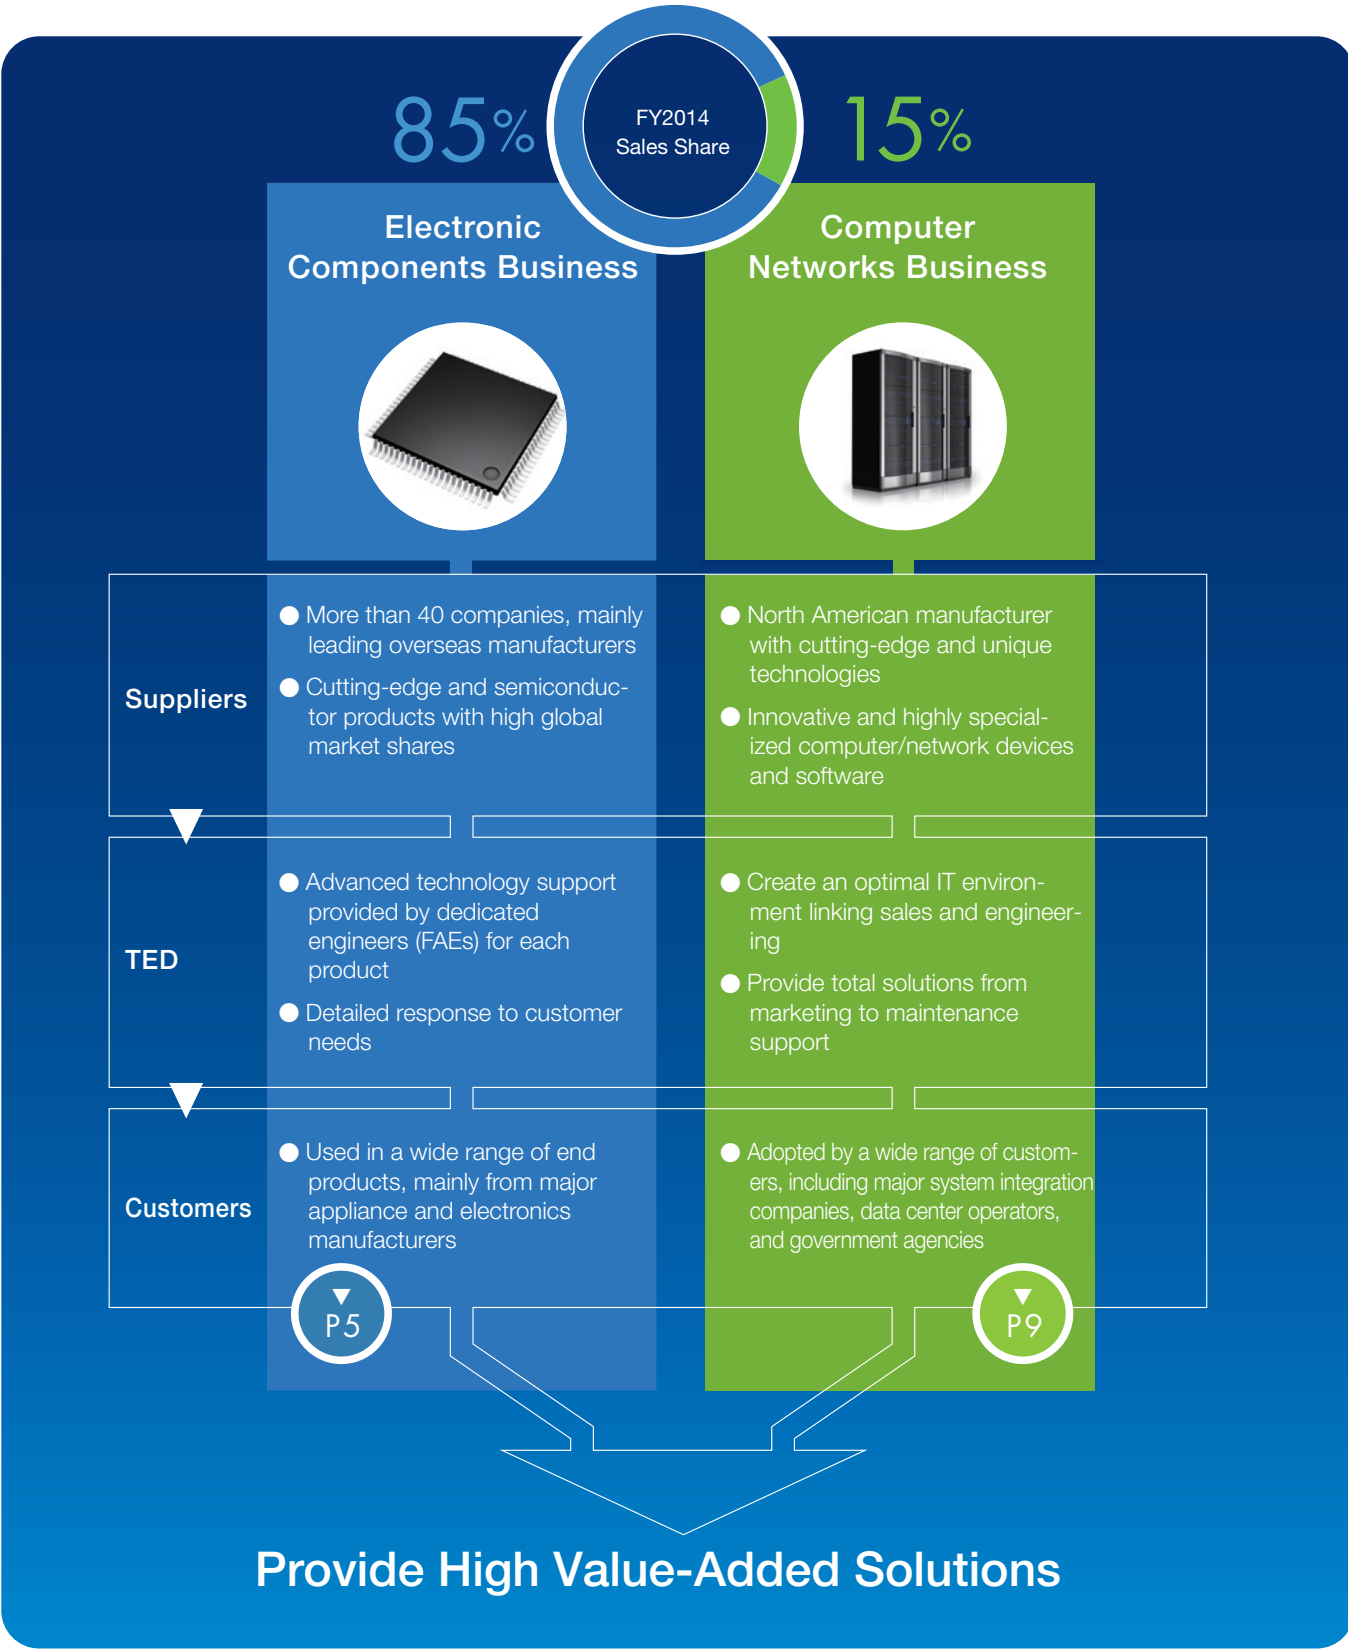 85%
FY2014
Sales Share
15%
Electronic
Components Business
Computer
Networks Business
Suppliers
● More than 40 companies, mainly
leading overseas manufacturers
● Cutting-edge and semiconduc-
tor products with high global
market shares
● North American manufacturer
with cutting-edge and unique
technologies
● Innovative and highly special-
ized computer/network devices
and software
TED
● Advanced technology support
provided by dedicated
engineers (FAEs) for each
product
● Detailed response to customer
needs
● Create an optimal IT environ-
ment linking sales and engineer-
ing
● Provide total solutions from
marketing to maintenance
support
Customers
● Used in a wide range of end
products, mainly from major
appliance and electronics
manufacturers
● Adopted by a wide range of custom-
ers, including major system integration
companies, data center operators,
and government agencies
▼
P5
▼
P9
Provide High Value-Added Solutions